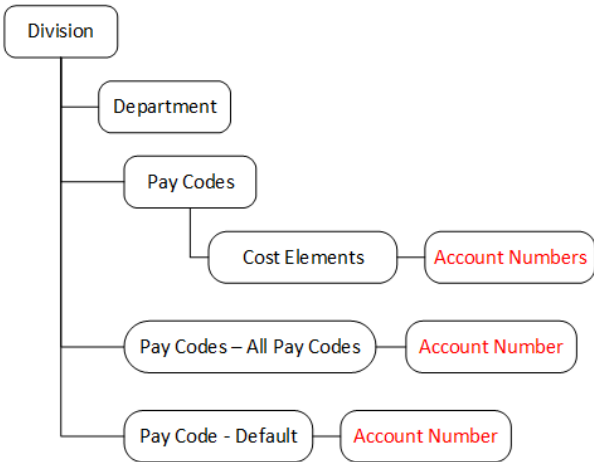 Division
Department
Pay Codes
Cost Elements
Account Numbers
Pay Codes – All Pay Codes
Account Number
Pay Code - Default
Account Number